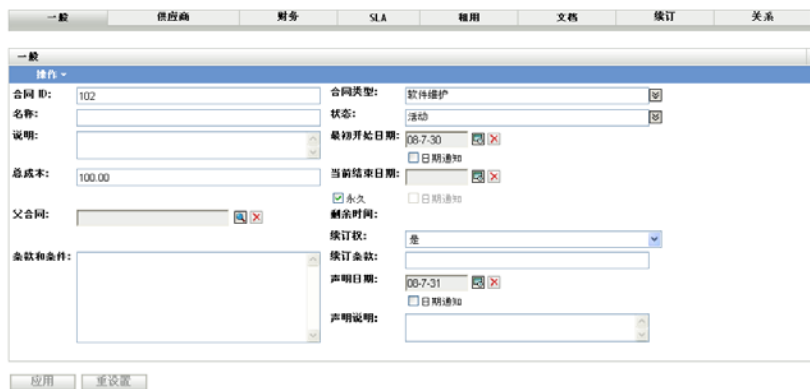 一般 供应商 财务 SLA 租用 文档 续订 关系
一般
操作
合同 ID: 102 合同类型: 软件维护
名称: 状态: 活动
说明: 最初开始日期: 08-7-30
日期通知
总成本: 100.00 当前结束日期:
永久 日期通知
父合同: 剩余时间:
续订权: 是
条款和条件: 续订条款:
声明日期: 08-7-31
日期通知
声明说明:
应用 重设置